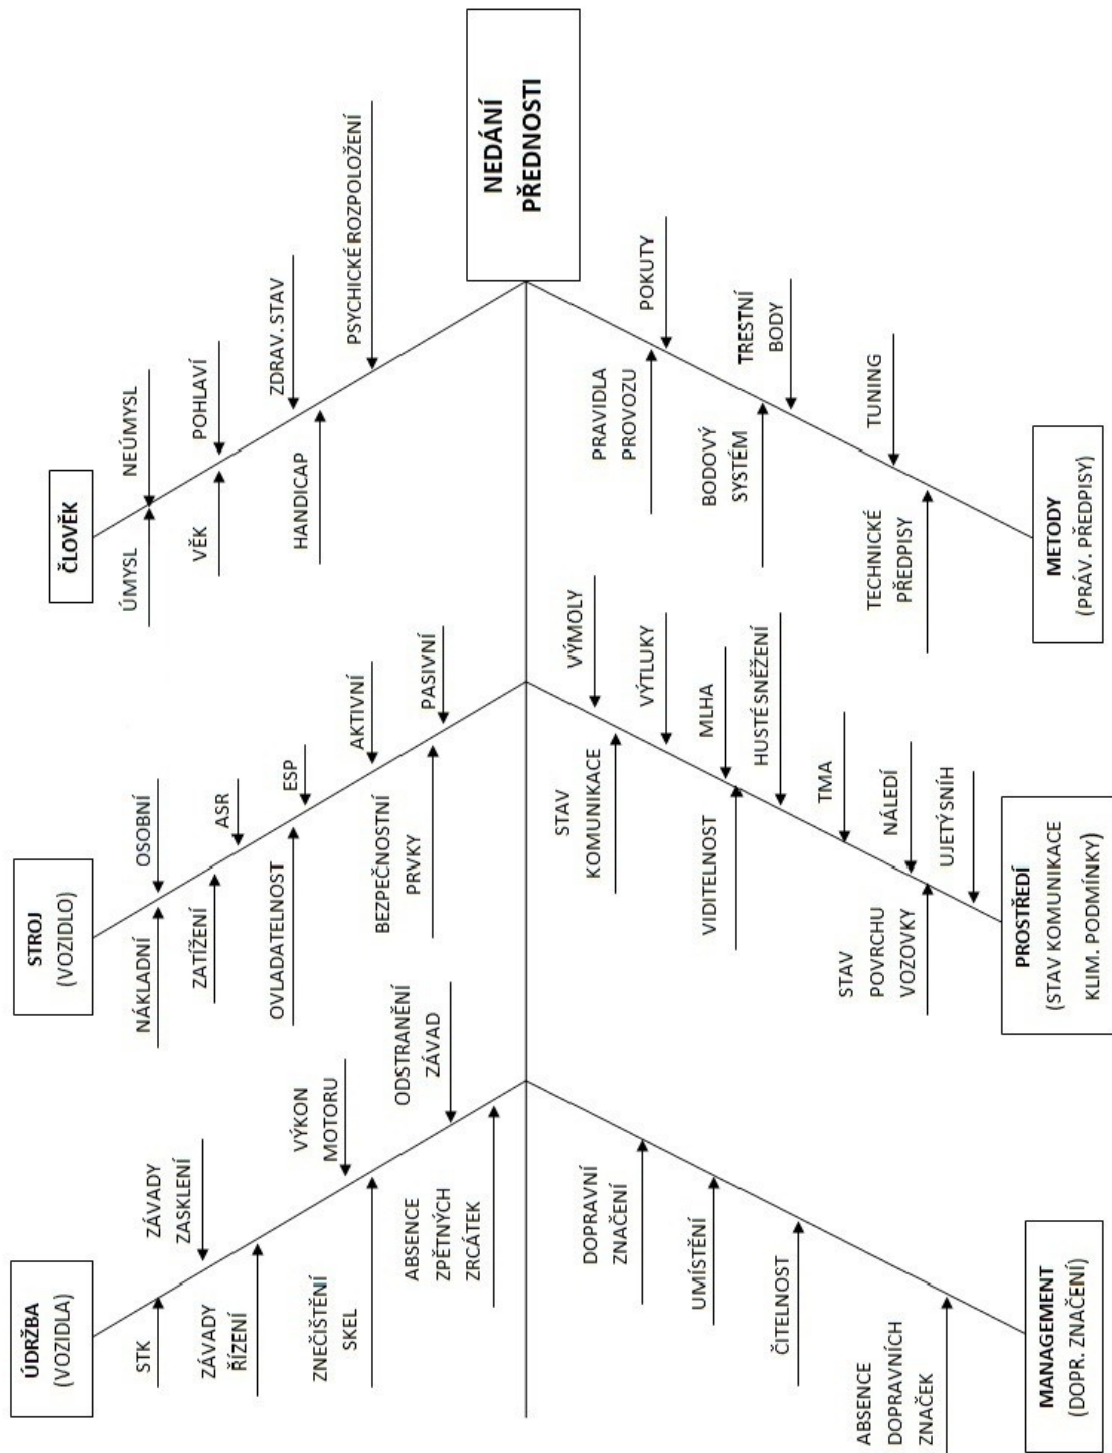 ÚDRŽBA
(VOZIDLA)
STK
ZÁVADY
ZASKLENÍ
ZÁVADY
ŘÍZENÍ
VÝKON
MOTORU
ZNEČIŠTĚNÍ
SKEL
ODSTRANĚNÍ
ZÁVAD
ABSENCE
ZPĚTNÝCH
ZRCÁTEK
STROJ
(VOZIDLO)
NÁKLADNÍ
OSOBNÍ
ZATÍŽENÍ
ASR
OVLADATELNOST
ESP
AKTIVNÍ
BEZPEČNOSTNÍ
PRVKY
PASIVNÍ
ČLOVĚK
ÚMYSL
NEÚMYSL
VĚK
POHLAVÍ
ZDRAV. STAV
HANDICAP
PSYCHICKÉ ROZPOLOŽENÍ
NEDÁNÍ
PŘEDNOSTI
DOPRAVNÍ
ZNAČENÍ
UMÍSTĚNÍ
ČITELNOST
ABSENCE
DOPRAVNÍCH
ZNAČEK
MANAGEMENT
(DOPR. ZNAČENÍ)
STAV
KOMUNIKACE
VÝMOLY
VÝTLUKY
VIDITELNOST
MLHA
HUSTÉ SNĚŽENÍ
TMA
STAV
POVRCHU
VOZOVKY
NÁLEDÍ
UJETÝ SNÍH
PROSTŘEDÍ
(STAV KOMUNIKACE
KLIM. PODMÍNKY)
PRAVIDLA
PROVOZU
POKUTY
BODOVÝ
SYSTÉM
TRESTNÍ
BODY
TECHNICKÉ
PŘEDPISY
TUNING
METODY
(PRÁV. PŘEDPISY)